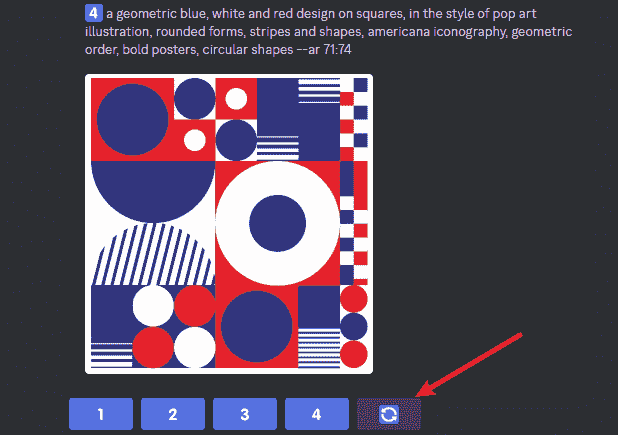 4 a geometric blue, white and red design on squares, in the style of pop art
illustration, rounded forms, stripes and shapes, americana iconography, geometric
order, bold posters, circular shapes --ar 71:74
1 2 3 4